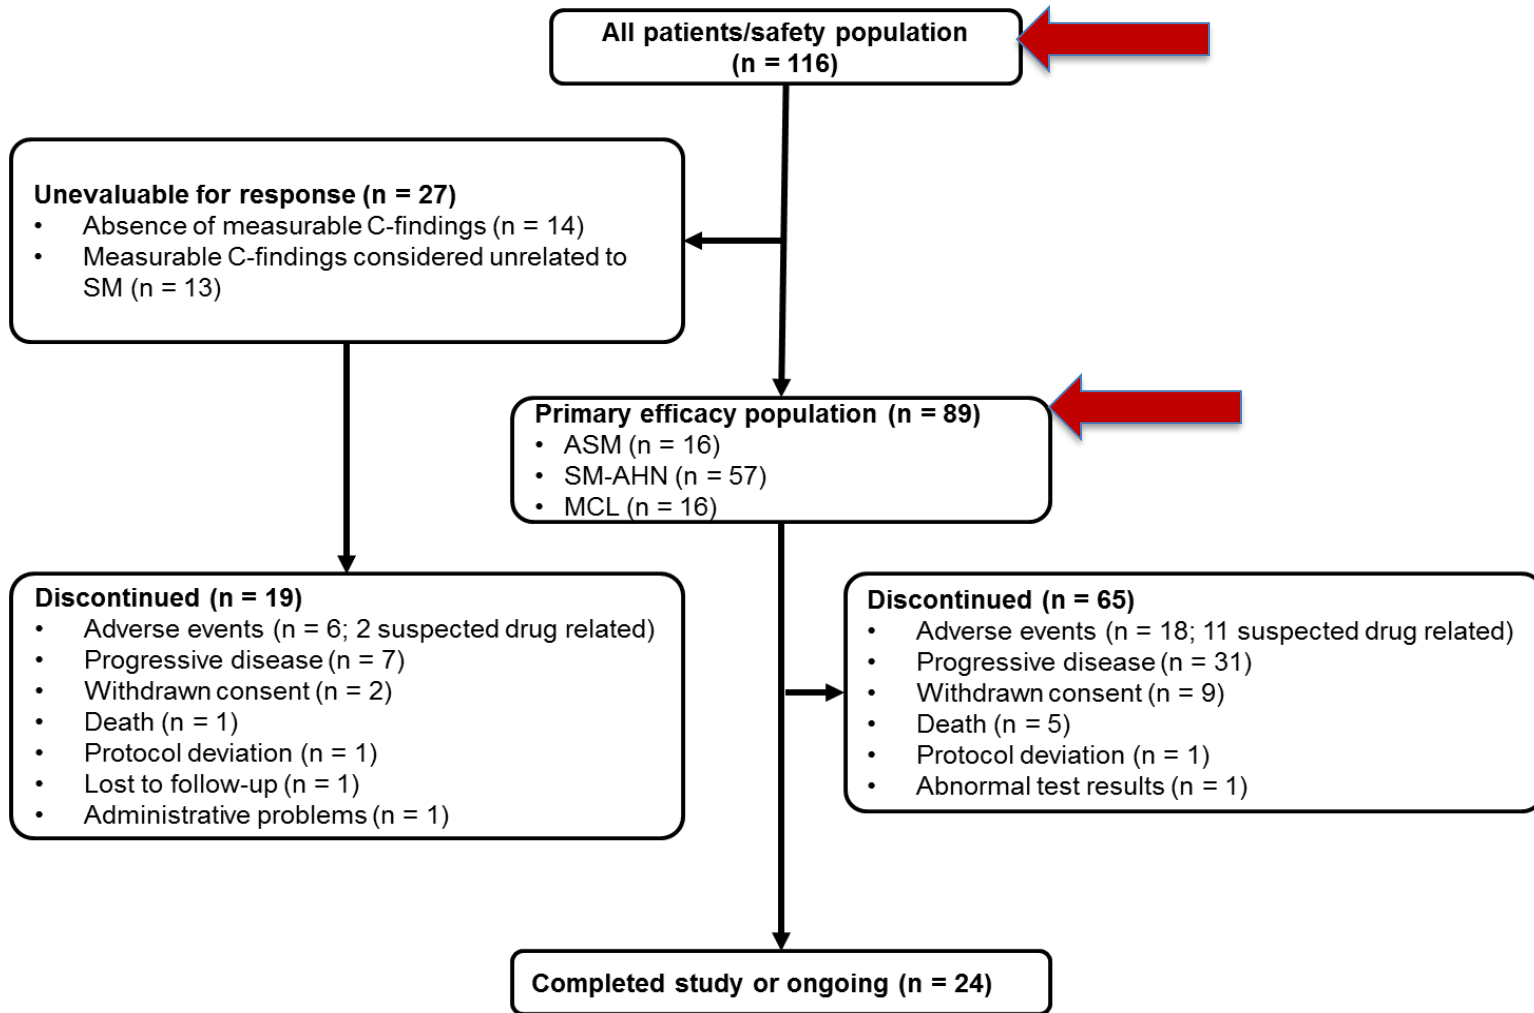 All patients/safety population
(n = 116)
Unevaluable for response (n = 27)
• Absence of measurable C-findings (n = 14)
• Measurable C-findings considered unrelated to
SM (n = 13)
Primary efficacy population (n = 89)
• ASM (n = 16)
• SM-AHN (n = 57)
• MCL (n = 16)
Discontinued (n = 19)
• Adverse events (n = 6; 2 suspected drug related)
• Progressive disease (n = 7)
• Withdrawn consent (n = 2)
• Death (n = 1)
• Protocol deviation (n = 1)
• Lost to follow-up (n = 1)
• Administrative problems (n = 1)
Discontinued (n = 65)
• Adverse events (n = 18; 11 suspected drug related)
• Progressive disease (n = 31)
• Withdrawn consent (n = 9)
• Death (n = 5)
• Protocol deviation (n = 1)
• Abnormal test results (n = 1)
Completed study or ongoing (n = 24)